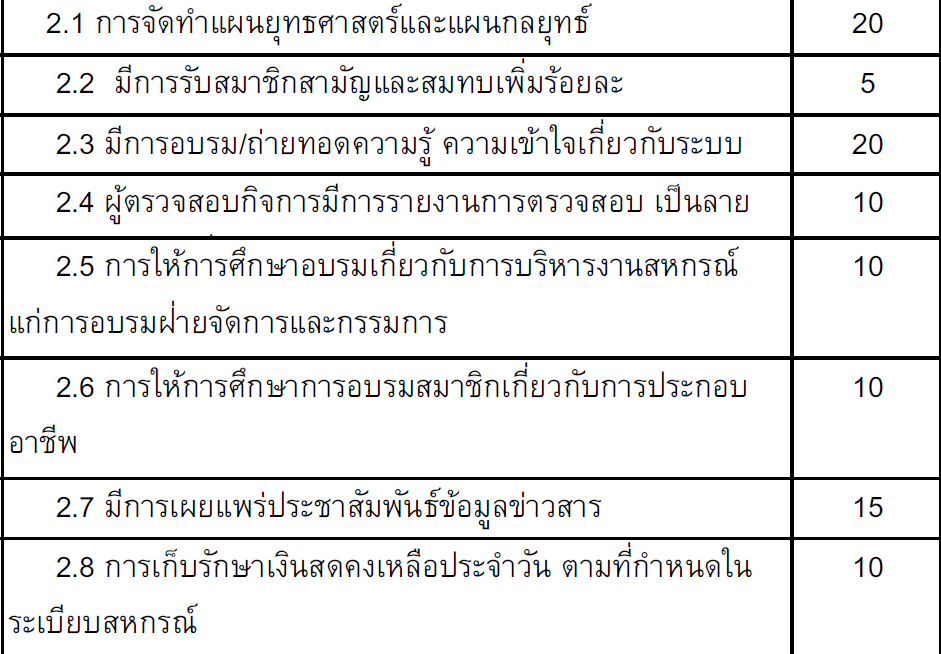 2.1 การจัดทำแผนยุทธศาสตร์และแผนกลยุทธ์ 20
2.2 มีการรับสมาชิกสามัญและสมทบเพิ่มร้อยละ 5
2.3 มีการอบรม/ถ่ายทอดความรู้ ความเข้าใจเกี่ยวกับระบบ 20
2.4 ผู้ตรวจสอบกิจการมีการรายงานการตรวจสอบ เป็นลาย 10
2.5 การให้การศึกษาอบรมเกี่ยวกับการบริหารงานสหกรณ์ 10
แก่การอบรมฝ่ายจัดการและกรรมการ
2.6 การให้การศึกษาการอบรมสมาชิกเกี่ยวกับการประกอบ 10
อาชีพ
2.7 มีการเผยแพร่ประชาสัมพันธ์ข้อมูลข่าวสาร 15
2.8 การเก็บรักษาเงินสดคงเหลือประจำวัน ตามที่กำหนดใน 10
ระเบียบสหกรณ์